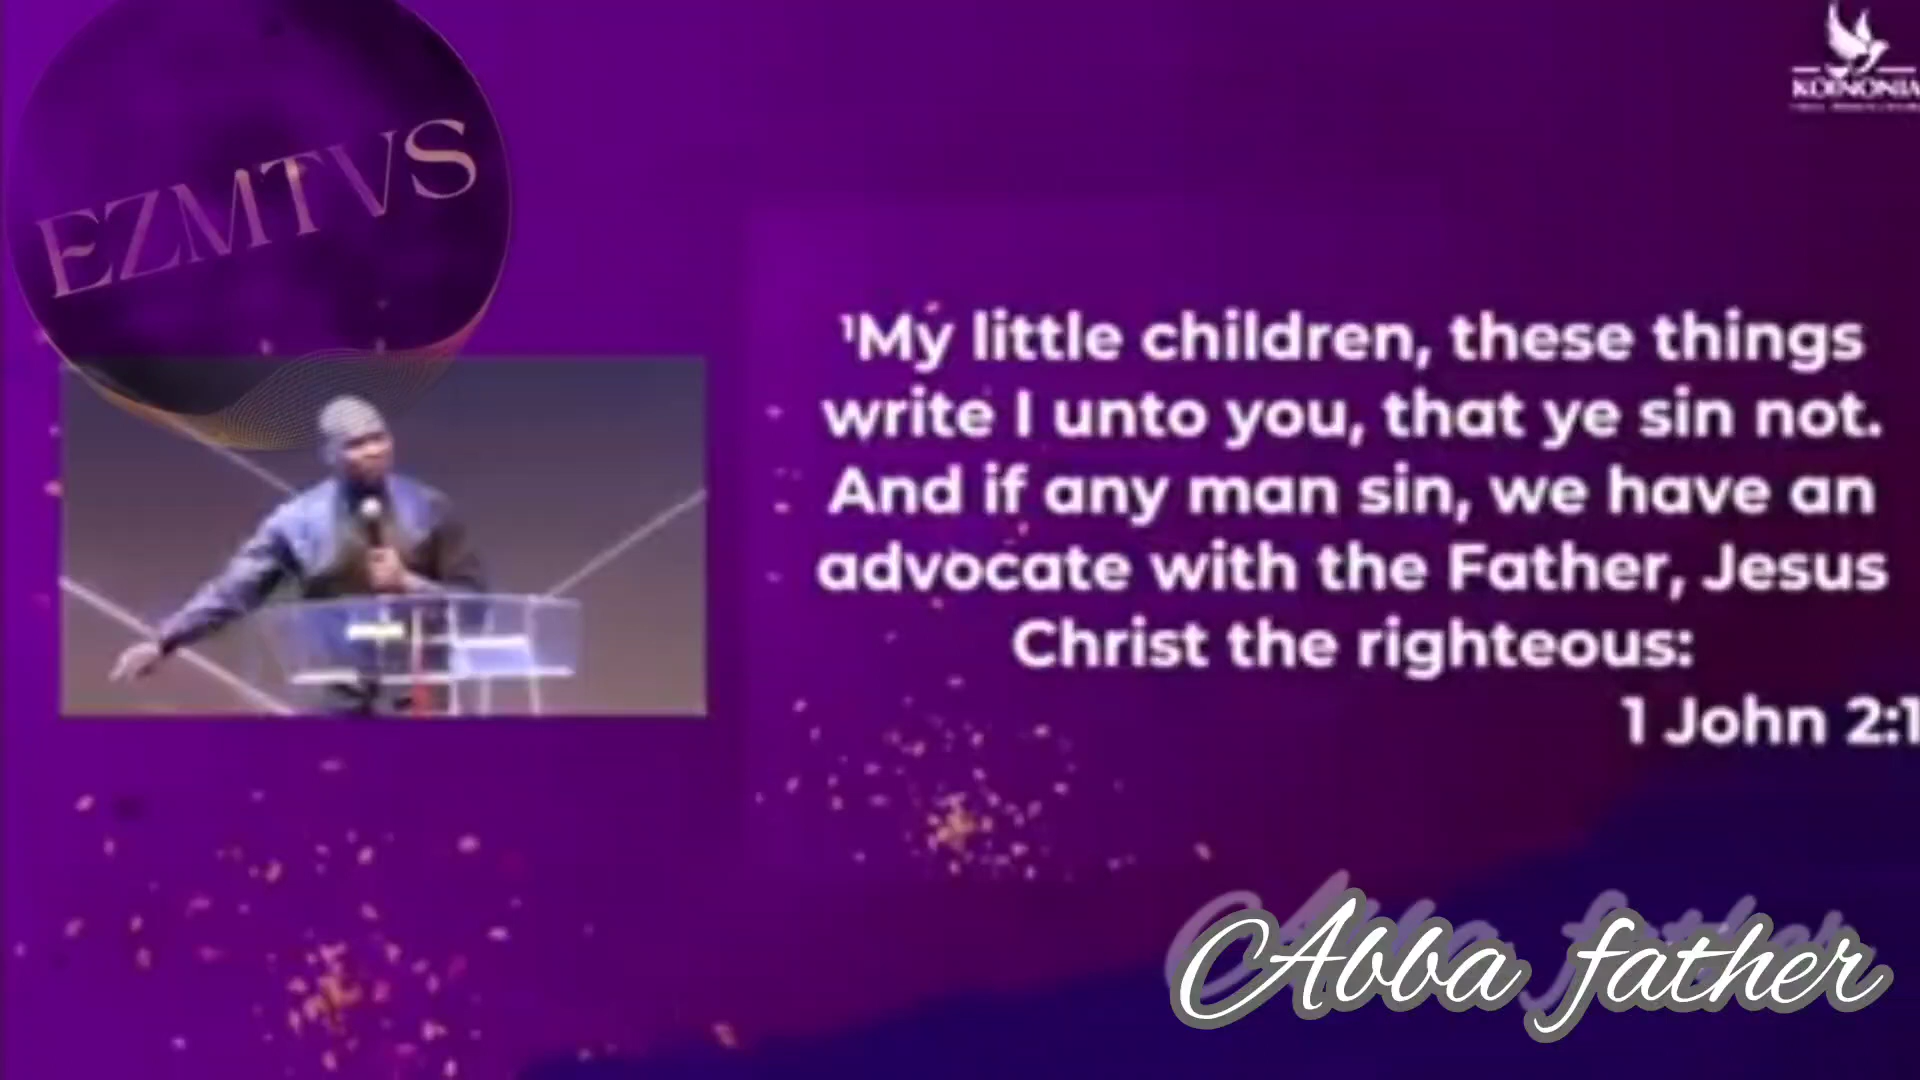 EZMTVS
KOINONIA
¹My little children, these things
write I unto you, that ye sin not.
And if any man sin, we have an
advocate with the Father, Jesus
Christ the righteous:
1 John 2:1
Abba father